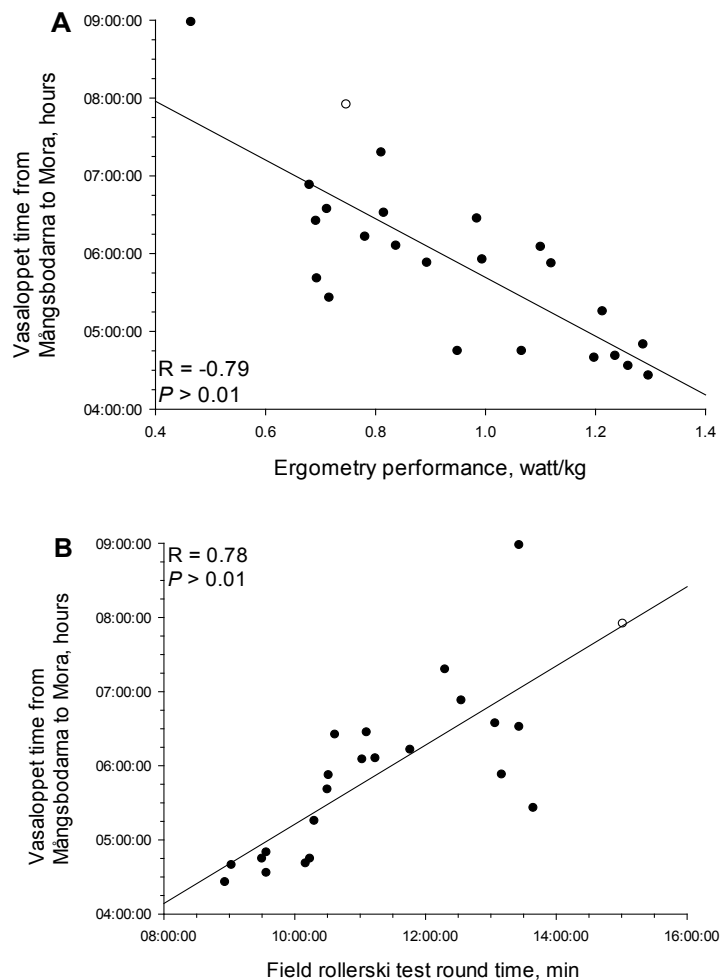 A
09:00:00
08:00:00
07:00:00
06:00:00
05:00:00
04:00:00
Vasaloppet time from
Mångsbodarna to Mora, hours
R = -0.79
P > 0.01
0.4 0.6 0.8 1.0 1.2 1.4
Ergometry performance, watt/kg
B
09:00:00
08:00:00
07:00:00
06:00:00
05:00:00
04:00:00
Vasaloppet time from
Mångsbodarna to Mora, hours
R = 0.78
P > 0.01
08:00:00 10:00:00 12:00:00 14:00:00 16:00:00
Field rollerski test round time, min